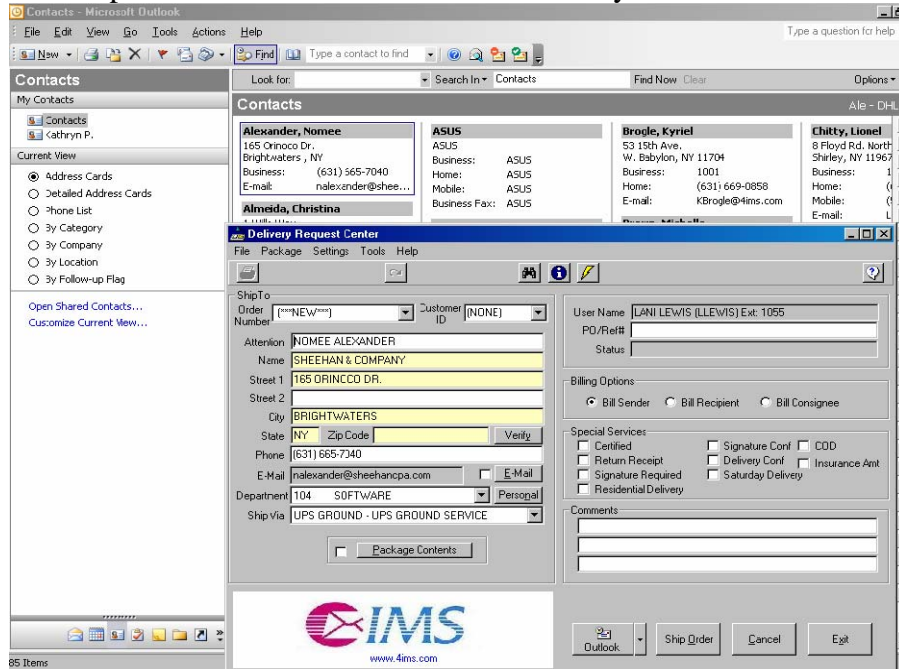 Contacts - Microsoft Outlook
File Edit View Go Tools Actions Help
Type a question for help
New Find Type a contact to find
Contacts
Look for: Search In Contacts Find Now Clear Options
My Contacts
Contacts
Kathryn P.
Current View
Address Cards
Detailed Address Cards
Phone List
By Category
By Company
By Location
By Follow-up Flag
Open Shared Contacts...
Customize Current View...
85 Items
Contacts Ale - DHL
Alexander, Nomee
165 Orinoco Dr.
Brightwaters , NY
Business: (631) 665-7040
E-mail: nalexander@shee...
Almeida, Christina
ASUS
ASUS
Business: ASUS
Home: ASUS
Mobile: ASUS
Business Fax: ASUS
Brogle, Kyriel
53 15th Ave.
W. Babylon, NY 11704
Business: 1001
Home: (631) 669-0858
E-mail: KBrogle@4ims.com
Chitty, Lionel
8 Floyd Rd. North
Shirley, NY 11967
Business: 1
Home: (
Mobile: (
E-mail: L
Delivery Request Center
File Package Settings Tools Help
ShipTo
Order Number (***NEW***) Customer ID (NONE)
Attention NOMEE ALEXANDER
Name SHEEHAN & COMPANY
Street 1 165 ORINCCO DR.
Street 2
City BRIGHTWATERS
State NY Zip Code Verify
Phone (631) 665-7040
E-Mail nalexander@sheehancpa.com E-Mail
Department 104 SOFTWARE Personal
Ship Via UPS GROUND - UPS GROUND SERVICE
Package Contents
User Name LANI LEWIS (LLEWIS) Ext: 1055
PO/Ref#
Status
Billing Options
Bill Sender Bill Recipient Bill Consignee
Special Services
Certified Signature Conf COD
Return Receipt Delivery Conf Insurance Amt
Signature Required Saturday Delivery
Residential Delivery
Comments
IMS
www.4ims.com
Outlook Ship Order Cancel Exit